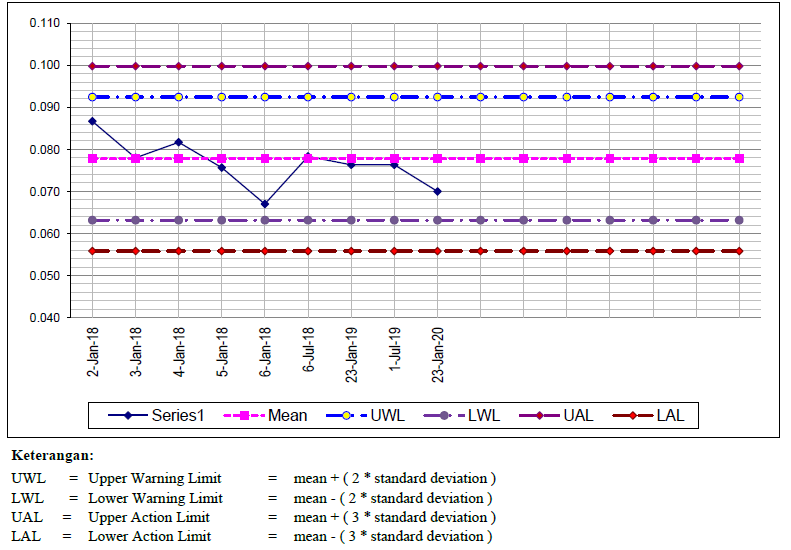 0.110
0.100
0.090
0.080
0.070
0.060
0.050
0.040
2-Jan-18
3-Jan-18
4-Jan-18
5-Jan-18
6-Jan-18
6-Jul-18
23-Jan-19
1-Jul-19
23-Jan-20
Series1 Mean UWL LWL UAL LAL
Keterangan:
UWL = Upper Warning Limit = mean + ( 2 * standard deviation )
LWL = Lower Warning Limit = mean - ( 2 * standard deviation )
UAL = Upper Action Limit = mean + ( 3 * standard deviation )
LAL = Lower Action Limit = mean - ( 3 * standard deviation )